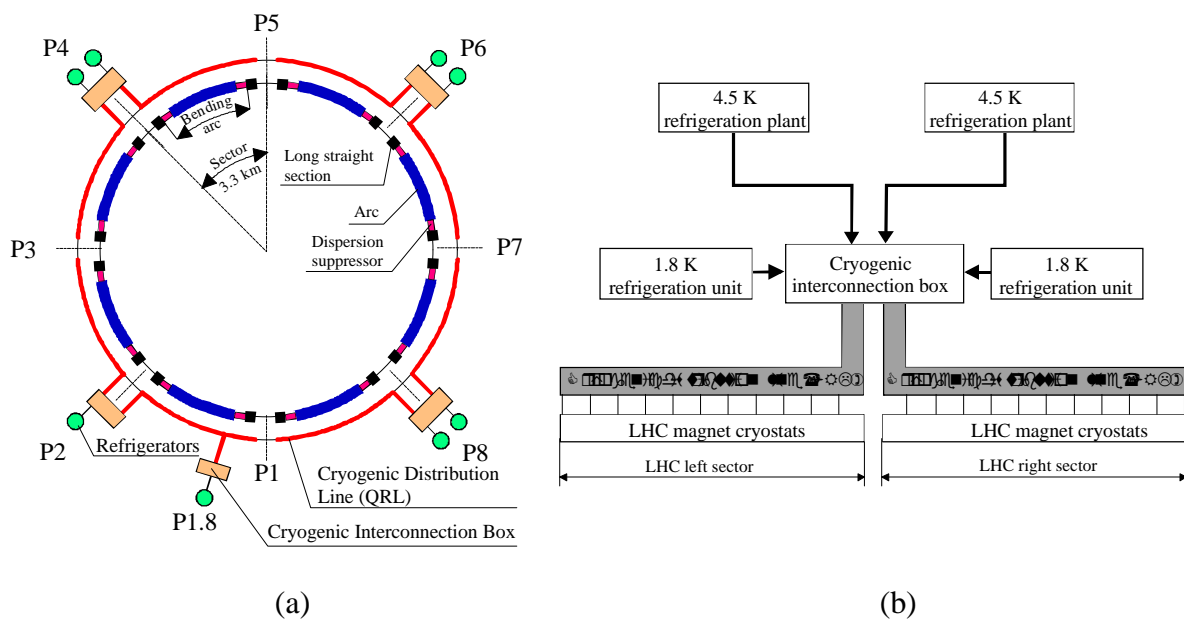 P5
P4
P6
Bending
arc
Sector
3.3 km
Long straight
section
Arc
Dispersion
suppressor
P3
P7
P2
Refrigerators
P1
P8
Cryogenic Distribution
Line (QRL)
P1.8
Cryogenic Interconnection Box
(a)
4.5 K
refrigeration plant
4.5 K
refrigeration plant
1.8 K
refrigeration unit
Cryogenic
interconnection box
1.8 K
refrigeration unit
LHC magnet cryostats
LHC magnet cryostats
LHC left sector
LHC right sector
(b)